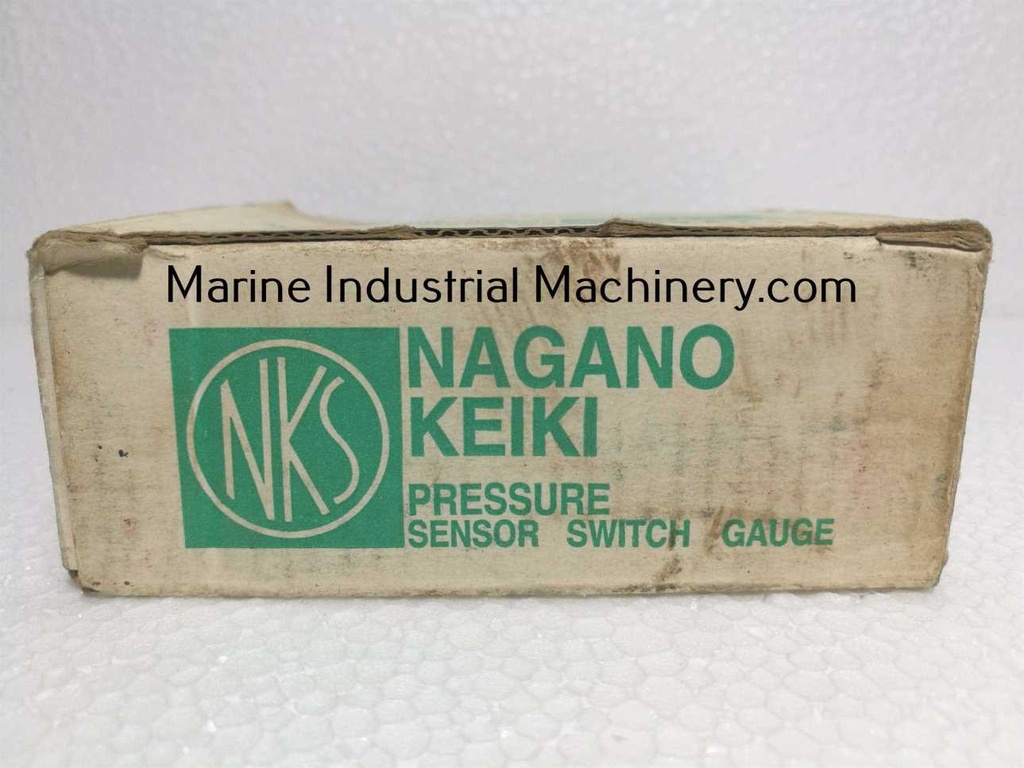 Marine Industrial Machinery.com
NKS
NAGANO
KEIKI
PRESSURE
SENSOR SWITCH GAUGE